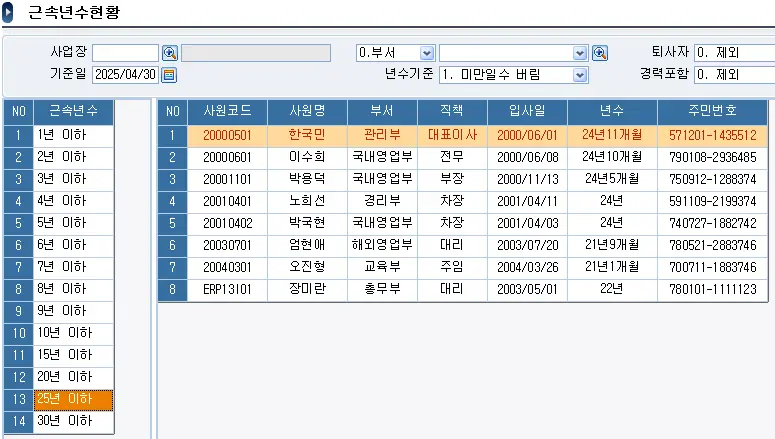 근속년수현황
사업장 0.부서 퇴사자 0. 제외
기준일 2025/04/30 년수기준 1. 미만일수 버림 경력포함 0. 제외
NO 근속년수
1 1년 이하
2 2년 이하
3 3년 이하
4 4년 이하
5 5년 이하
6 6년 이하
7 7년 이하
8 8년 이하
9 9년 이하
10 10년 이하
11 15년 이하
12 20년 이하
13 25년 이하
14 30년 이하
NO 사원코드 사원명 부서 직책 입사일 년수 주민번호
1 20000501 한국민 관리부 대표이사 2000/06/01 24년11개월 571201-1435512
2 20000601 이수희 국내영업부 전무 2000/06/08 24년10개월 790108-2936485
3 20001101 박용덕 국내영업부 부장 2000/11/13 24년5개월 750912-1288374
4 20010401 노희선 경리부 차장 2001/04/11 24년 591109-2199374
5 20010402 박국현 국내영업부 차장 2001/04/03 24년 740727-1882742
6 20030701 엄현애 해외영업부 대리 2003/07/20 21년9개월 780521-2883746
7 20040301 오진형 교육부 주임 2004/03/26 21년1개월 700711-1883746
8 ERP13I01 장미란 총무부 대리 2003/05/01 22년 780101-1111123